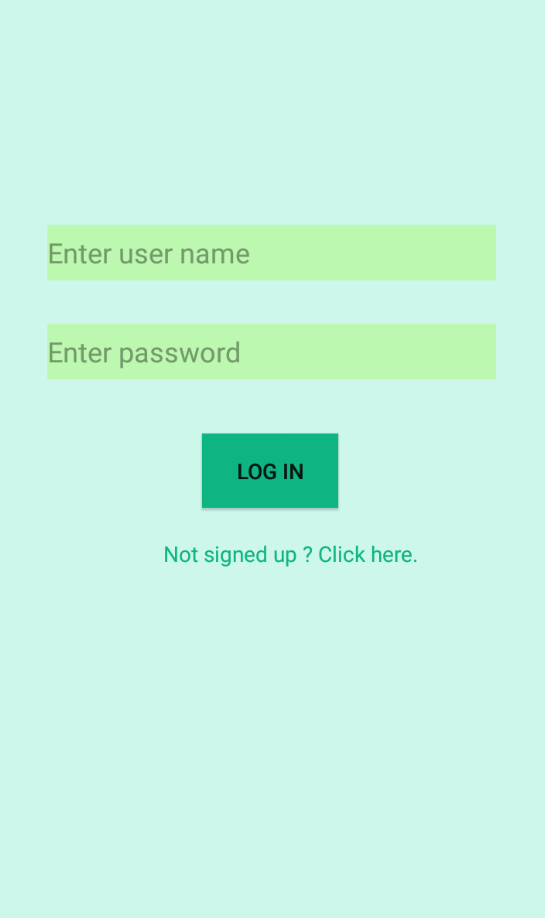 Enter user name
Enter password
LOG IN
Not signed up ? Click here.